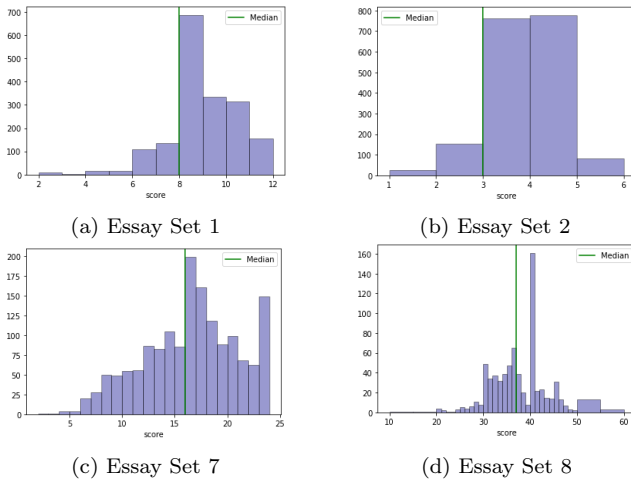 700
600
500
400
300
200
100
0
2 4 6 8 10 12
score
Median
(a) Essay Set 1
800
700
600
500
400
300
200
100
0
1 2 3 4 5 6
score
Median
(b) Essay Set 2
200
175
150
125
100
75
50
25
0
5 10 15 20 25
score
Median
(c) Essay Set 7
160
140
120
100
80
60
40
20
0
10 20 30 40 50 60
score
Median
(d) Essay Set 8